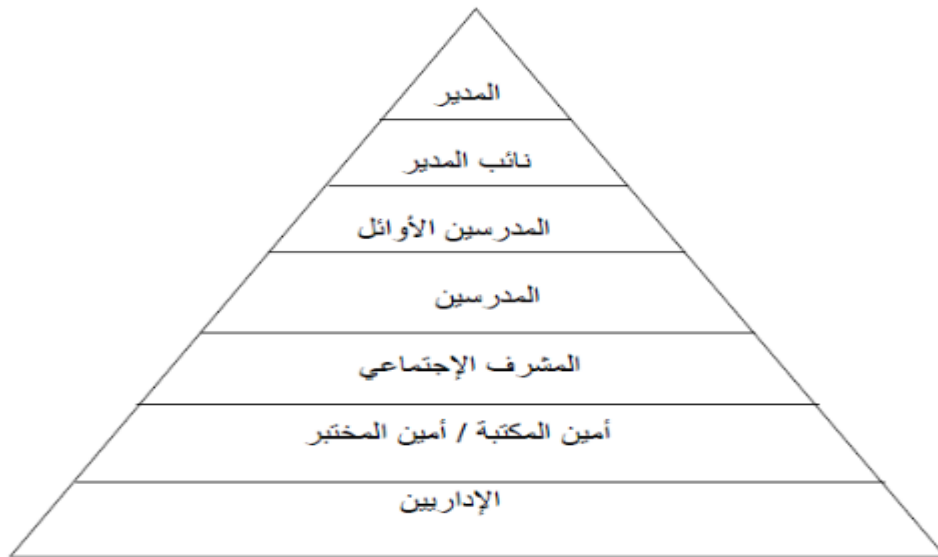 المدير
نائب المدير
المدرسين الأوائل
المدرسين
المشرف الإجتماعي
أمين المكتبة / أمين المختبر
الإداريين